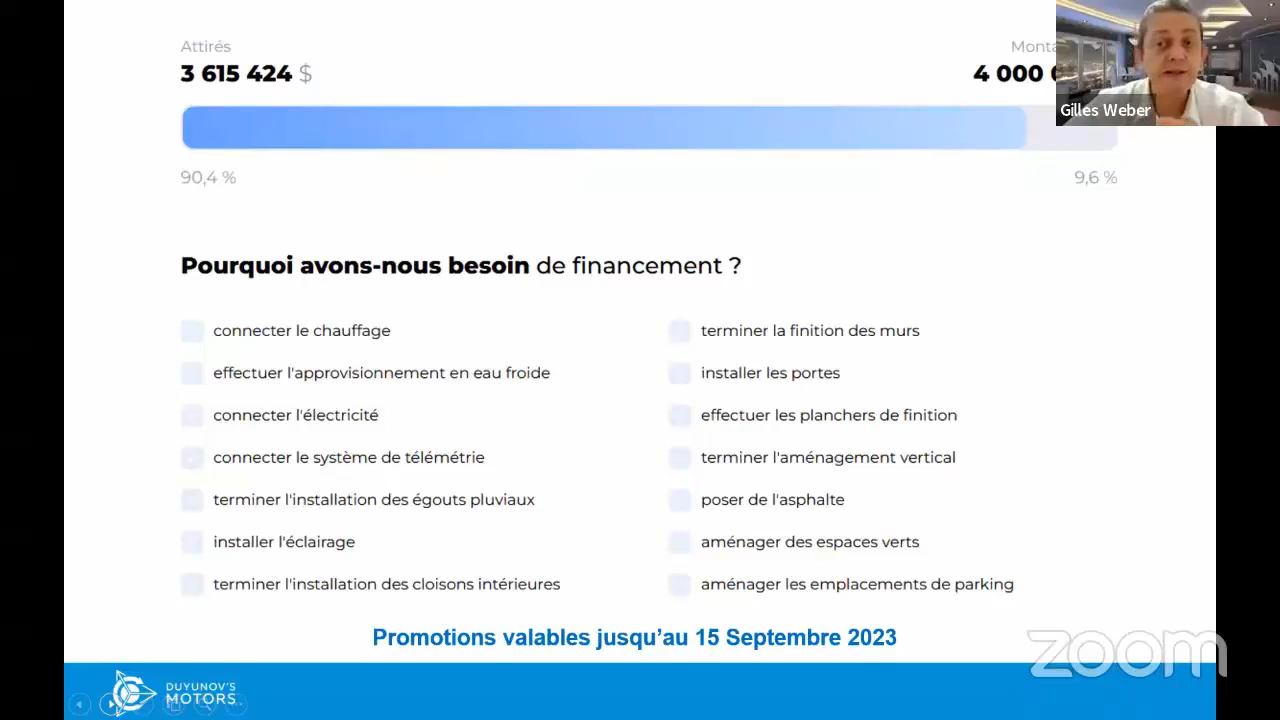 Attirés
3 615 424 $
4 000
Gilles Weber
90,4 %
9,6 %
Pourquoi avons-nous besoin de financement ?
connecter le chauffage
effectuer l'approvisionnement en eau froide
connecter l'électricité
connecter le système de télémétrie
terminer l'installation des égouts pluviaux
installer l'éclairage
terminer l'installation des cloisons intérieures
terminer la finition des murs
installer les portes
effectuer les planchers de finition
terminer l'aménagement vertical
poser de l'asphalte
aménager des espaces verts
aménager les emplacements de parking
Promotions valables jusqu’au 15 Septembre 2023
zoom
DUYUNOV'S
MOTORS